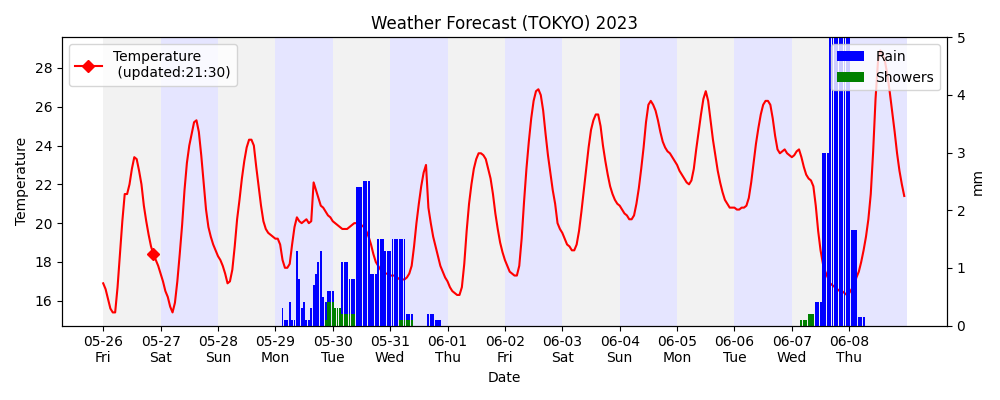 Weather Forecast (TOKYO) 2023
Temperature
(updated:21:30)
Rain
Showers
Temperature
28
26
24
22
20
18
16
5
4
3
2
1
0
mm
05-26 05-27 05-28 05-29 05-30 05-31 06-01 06-02 06-03 06-04 06-05 06-06 06-07 06-08
Fri Sat Sun Mon Tue Wed Thu Fri Sat Sun Mon Tue Wed Thu
Date